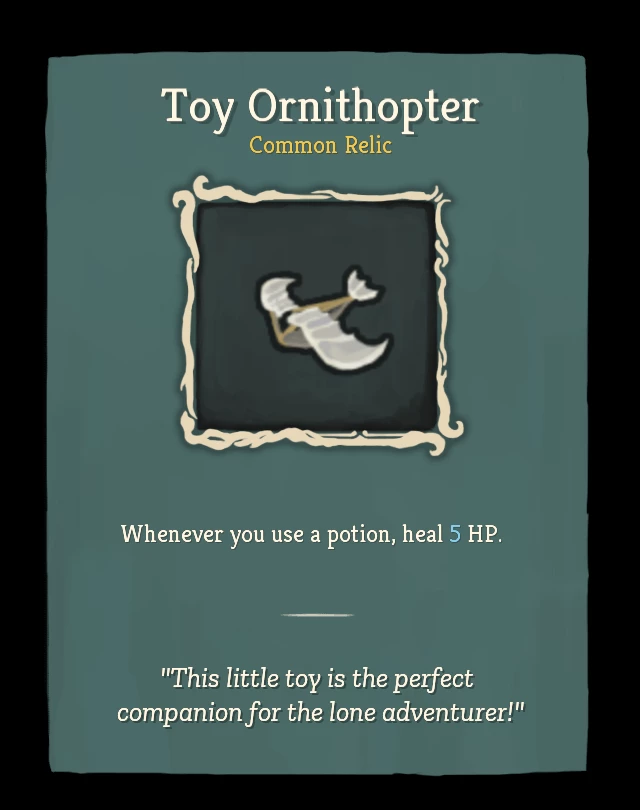 Toy Ornithopter
Common Relic
Whenever you use a potion, heal 5 HP.
"This little toy is the perfect
companion for the lone adventurer!"